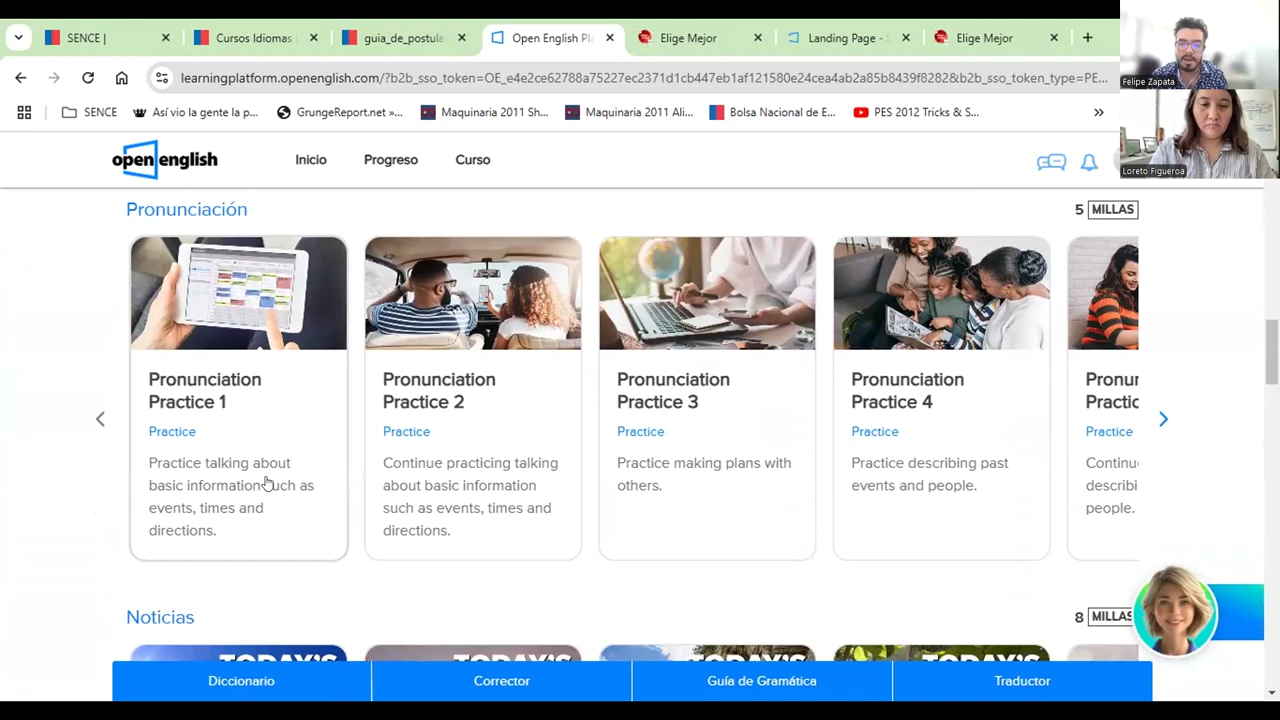 SENCE |
Cursos Idiomas |
guia_de_postula
Open English Pla
Elige Mejor
Landing Page - S
Elige Mejor
learningplatform.openenglish.com/?b2b_sso_token=OE_e4e2ce62788a75227ec2371d1cb447eb1af121580e24cea4ab2a85b8439f8282&b2b_sso_token_type=PE...
SENCE
Así vio la gente la p...
GrungeReport.net »...
Maquinaria 2011 Sh...
Maquinaria 2011 Ali...
Bolsa Nacional de E...
PES 2012 Tricks & S...
Felipe Zapata
Loreto Figueroa
open english
Inicio
Progreso
Curso
Pronunciación
5 MILLAS
Pronunciation
Practice 1
Practice
Practice talking about
basic information such as
events, times and
directions.
Pronunciation
Practice 2
Practice
Continue practicing talking
about basic information
such as events, times and
directions.
Pronunciation
Practice 3
Practice
Practice making plans with
others.
Pronunciation
Practice 4
Practice
Practice describing past
events and people.
Pronun
Practic
Practice
Continu
describi
people.
Noticias
8 MILLAS
TODAY'S
TODAY'S
TODAY'S
TODAY'S
Diccionario
Corrector
Guía de Gramática
Traductor